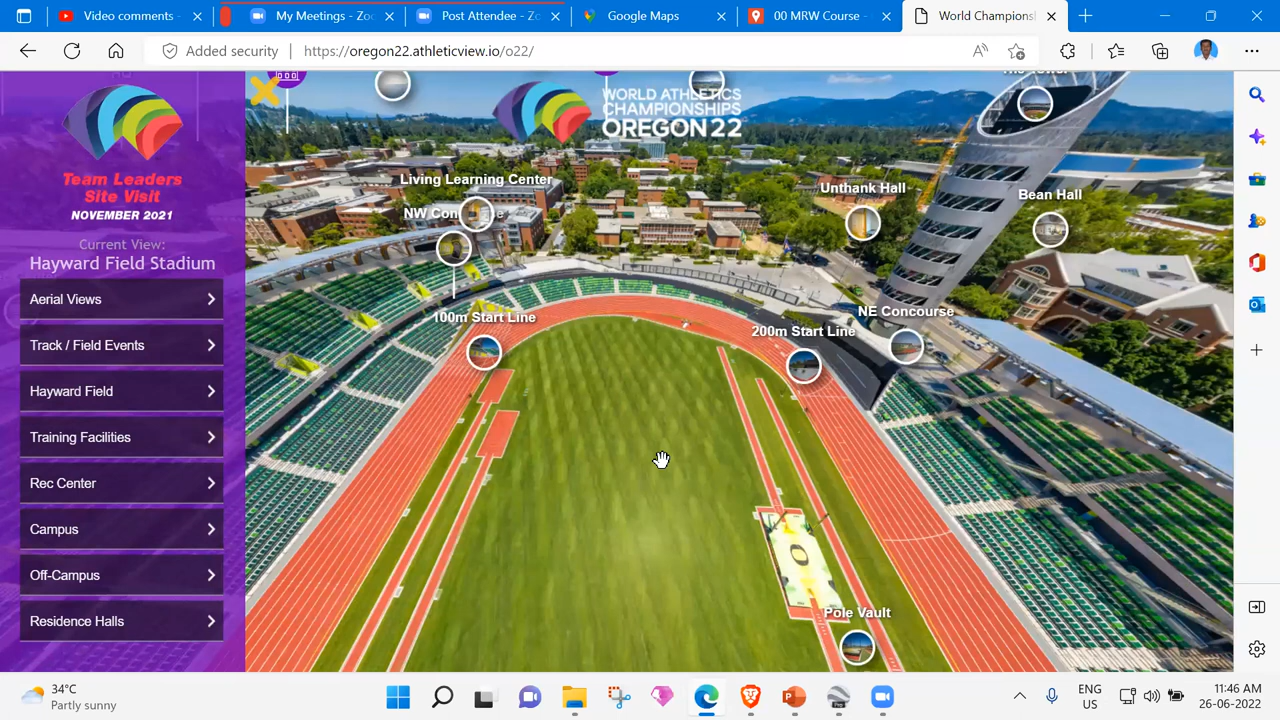 Video comments -
My Meetings - Zoo
Post Attendee - Zo
Google Maps
00 MRW Course -
World Champions
Added security
https://oregon22.athleticview.io/o22/
Team Leaders
Site Visit
NOVEMBER 2021
Current View:
Hayward Field Stadium
Aerial Views
Track / Field Events
Hayward Field
Training Facilities
Rec Center
Campus
Off-Campus
Residence Halls
WORLD ATHLETICS
CHAMPIONSHIPS
OREGON22
Living Learning Center
Unthank Hall
Bean Hall
100m Start Line
200m Start Line
NE Concourse
Pole Vault
34°C
Partly sunny
ENG
US
11:46 AM
26-06-2022